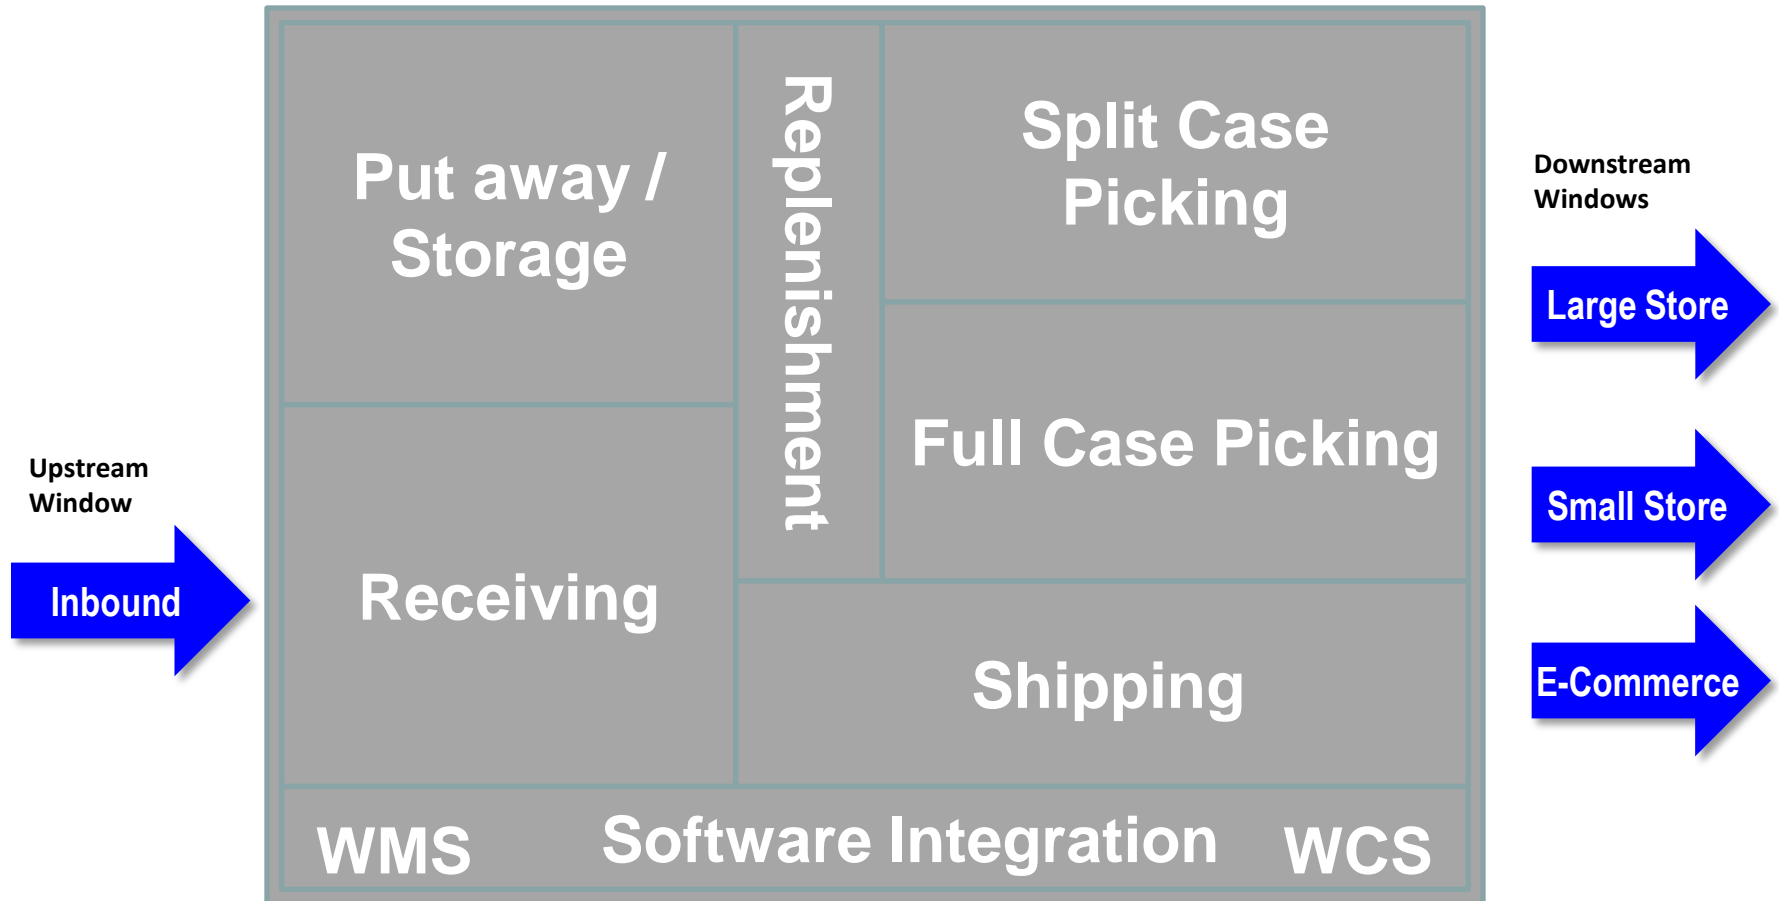 Upstream
Window
Inbound
Put away /
Storage
Receiving
Replenishment
Split Case
Picking
Full Case Picking
Shipping
WMS
Software Integration
WCS
Downstream
Windows
Large Store
Small Store
E-Commerce